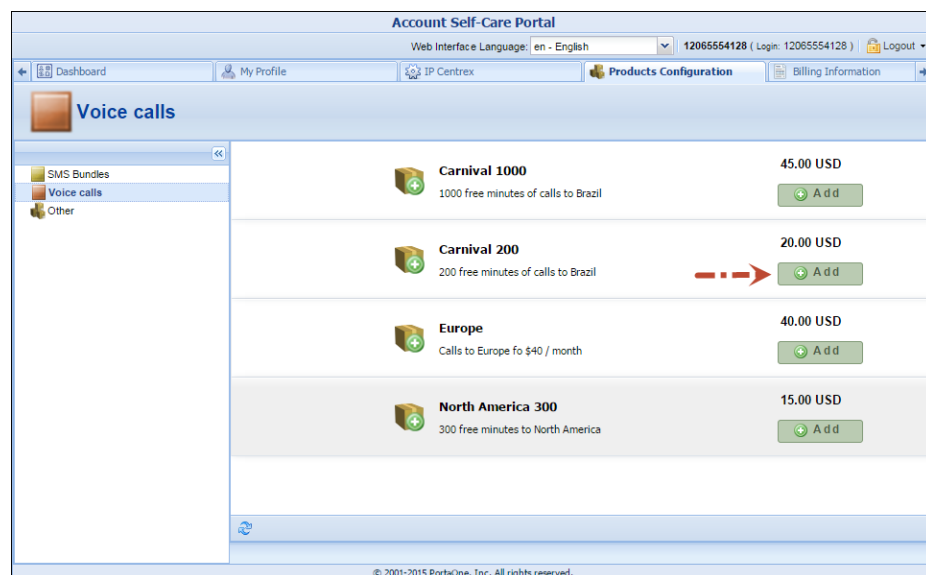 Account Self-Care Portal
Web Interface Language: en - English 12065554128 ( Login: 12065554128 ) Logout
Dashboard My Profile IP Centrex Products Configuration Billing Information
Voice calls
SMS Bundles
Voice calls
Other
Carnival 1000
1000 free minutes of calls to Brazil
45.00 USD
Add
Carnival 200
200 free minutes of calls to Brazil
20.00 USD
Add
Europe
Calls to Europe fo $40 / month
40.00 USD
Add
North America 300
300 free minutes to North America
15.00 USD
Add
© 2001-2015 PortaOne, Inc. All rights reserved.